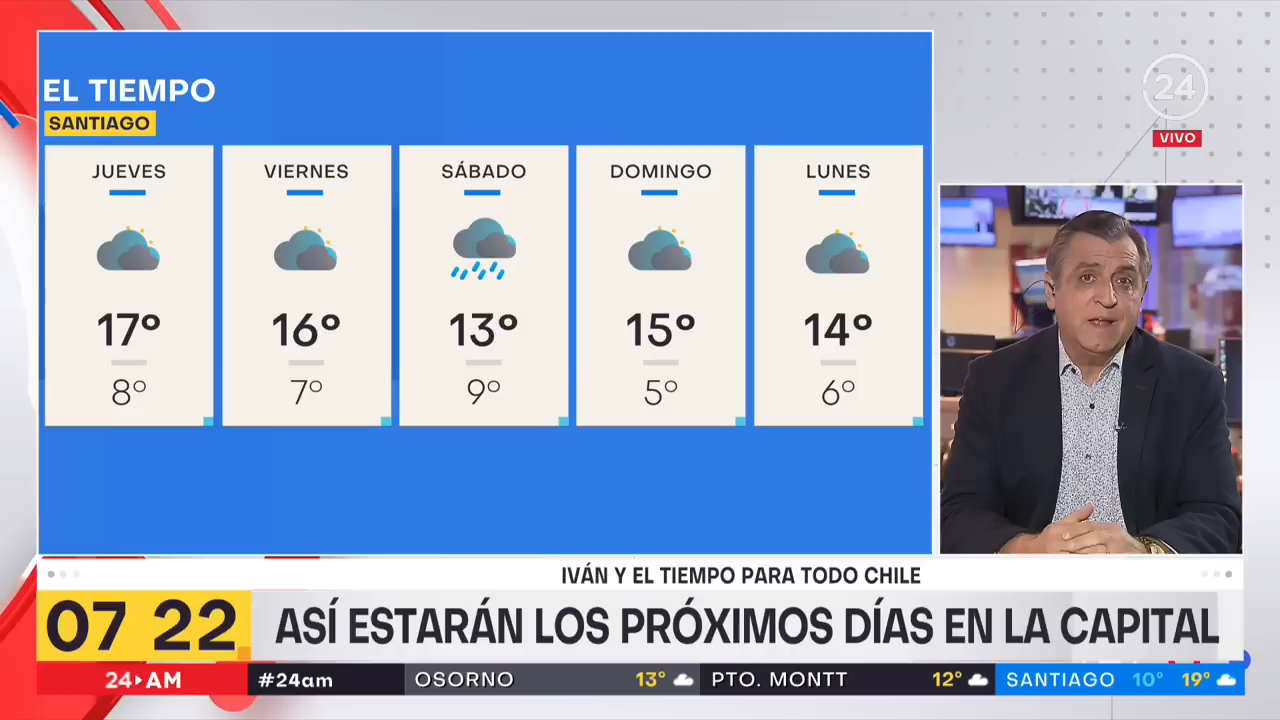 EL TIEMPO
SANTIAGO
JUEVES
17°
8°
VIERNES
16°
7°
SÁBADO
13°
9°
DOMINGO
15°
5°
LUNES
14°
6°
24
VIVO
IVÁN Y EL TIEMPO PARA TODO CHILE
07 22
ASÍ ESTARÁN LOS PRÓXIMOS DÍAS EN LA CAPITAL
24 AM
#24am
OSORNO 13°
PTO. MONTT 12°
SANTIAGO 10° 19°